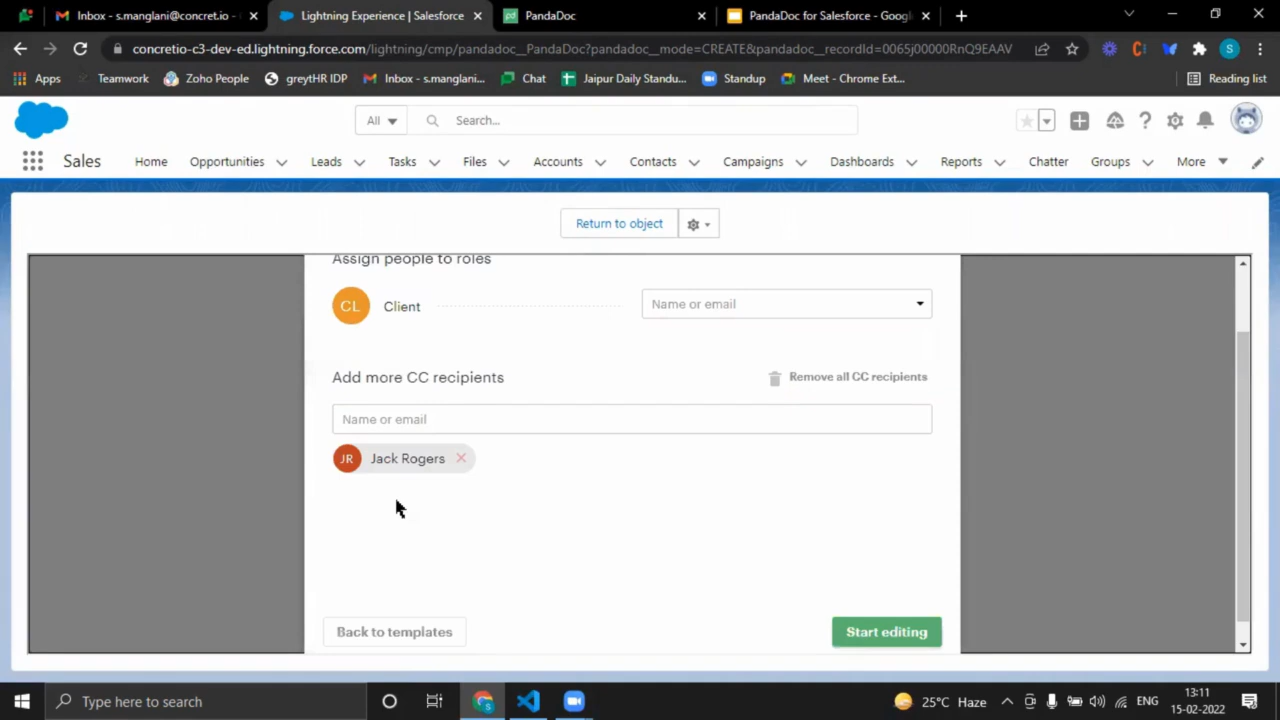 Inbox - s.manglani@concret.io -
Lightning Experience | Salesforce
PandaDoc
PandaDoc for Salesforce - Googl
concretio-c3-dev-ed.lightning.force.com/lightning/cmp/pandadoc__PandaDoc?pandadoc__mode=CREATE&pandadoc__recordId=0065j00000RnQ9EAAV
S
Apps
Teamwork
Zoho People
greytHR IDP
Inbox - s.manglani...
Chat
Jaipur Daily Standu...
Standup
Meet - Chrome Ext...
Reading list
All
Search...
Sales
Home
Opportunities
Leads
Tasks
Files
Accounts
Contacts
Campaigns
Dashboards
Reports
Chatter
Groups
More
Return to object
Assign people to roles
CL
Client
Name or email
Add more CC recipients
Remove all CC recipients
Name or email
JR
Jack Rogers
Back to templates
Start editing
Type here to search
25°C Haze
ENG
13:11
15-02-2022